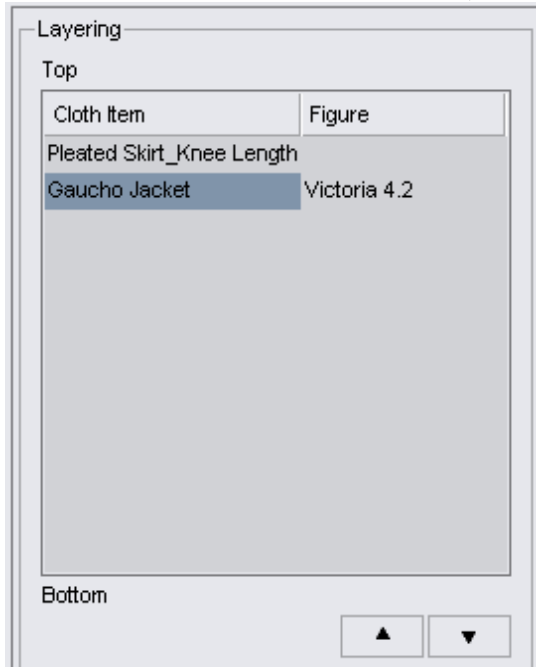 Layering
Top
Cloth Item Figure
Pleated Skirt_Knee Length
Gaucho Jacket Victoria 4.2
Bottom